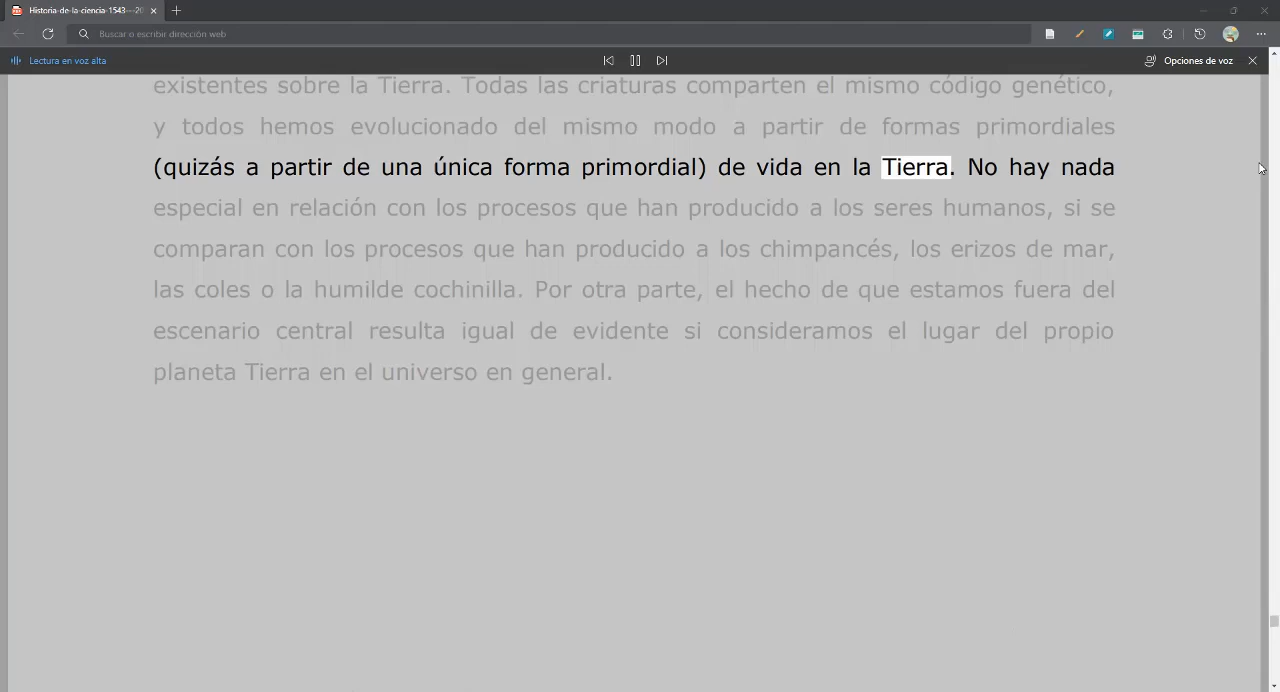 Historia-de-la-ciencia-1543---20
Buscar o escribir dirección web
Lectura en voz alta
Opciones de voz
existentes sobre la Tierra. Todas las criaturas comparten el mismo código genético,
y todos hemos evolucionado del mismo modo a partir de formas primordiales
(quizás a partir de una única forma primordial) de vida en la Tierra. No hay nada
especial en relación con los procesos que han producido a los seres humanos, si se
comparan con los procesos que han producido a los chimpancés, los erizos de mar,
las coles o la humilde cochinilla. Por otra parte, el hecho de que estamos fuera del
escenario central resulta igual de evidente si consideramos el lugar del propio
planeta Tierra en el universo en general.